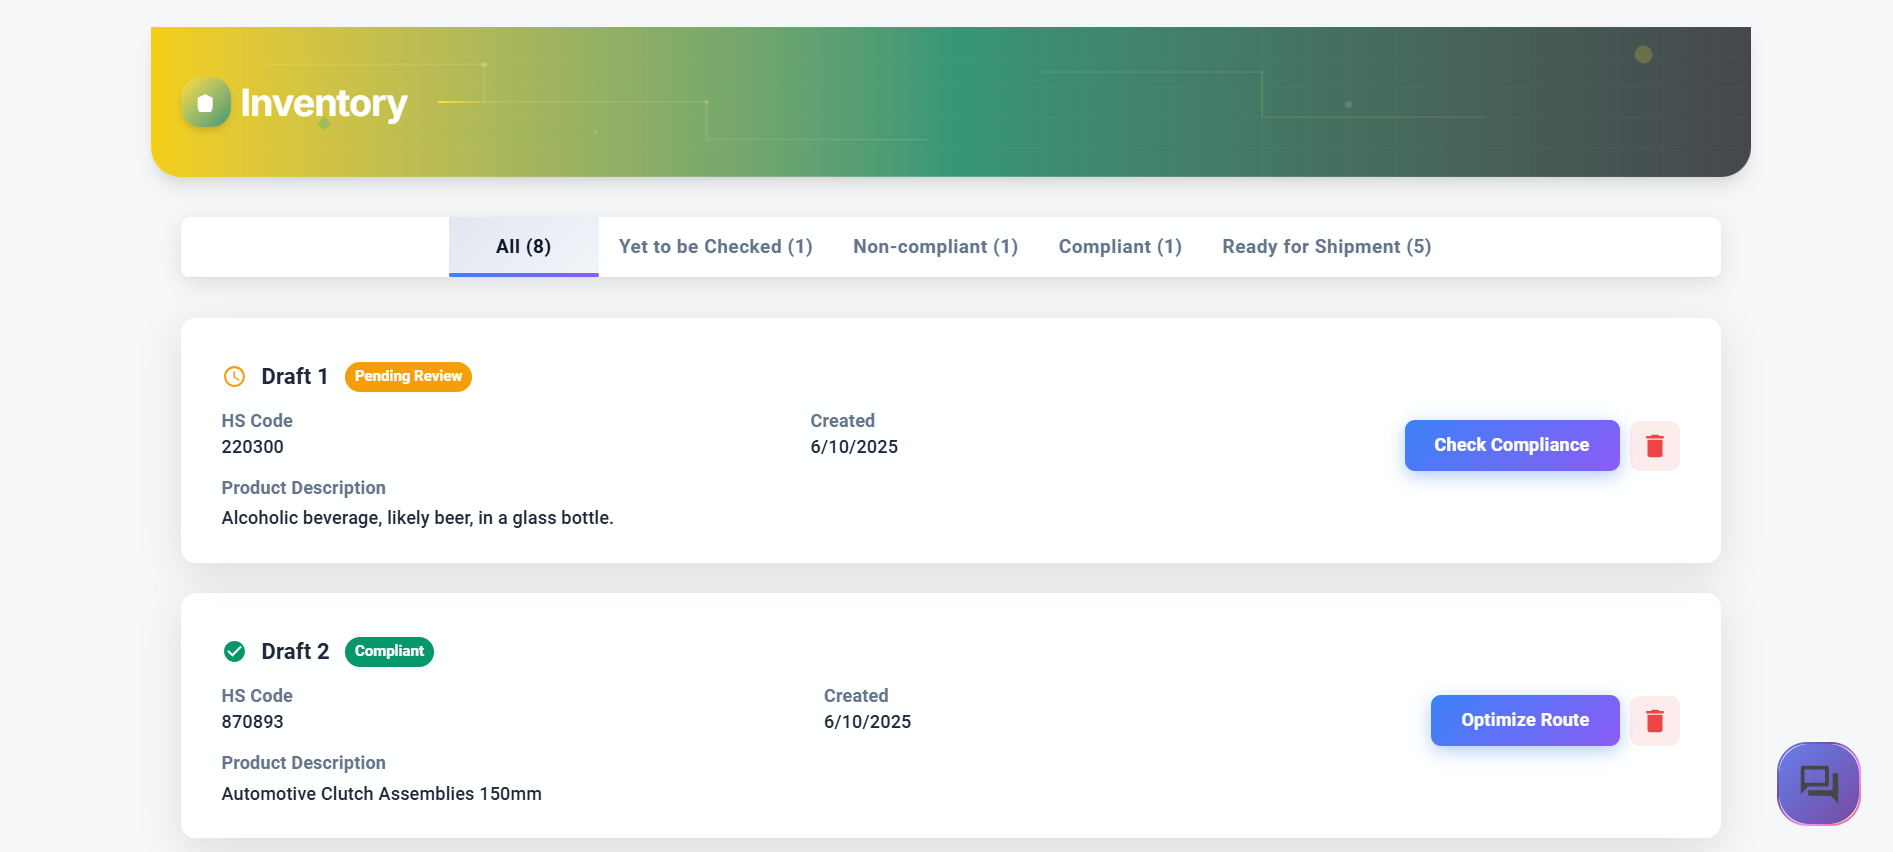 Inventory
All (8)
Yet to be Checked (1)
Non-compliant (1)
Compliant (1)
Ready for Shipment (5)
Draft 1
Pending Review
HS Code
220300
Created
6/10/2025
Product Description
Alcoholic beverage, likely beer, in a glass bottle.
Check Compliance
Draft 2
Compliant
HS Code
870893
Created
6/10/2025
Product Description
Automotive Clutch Assemblies 150mm
Optimize Route